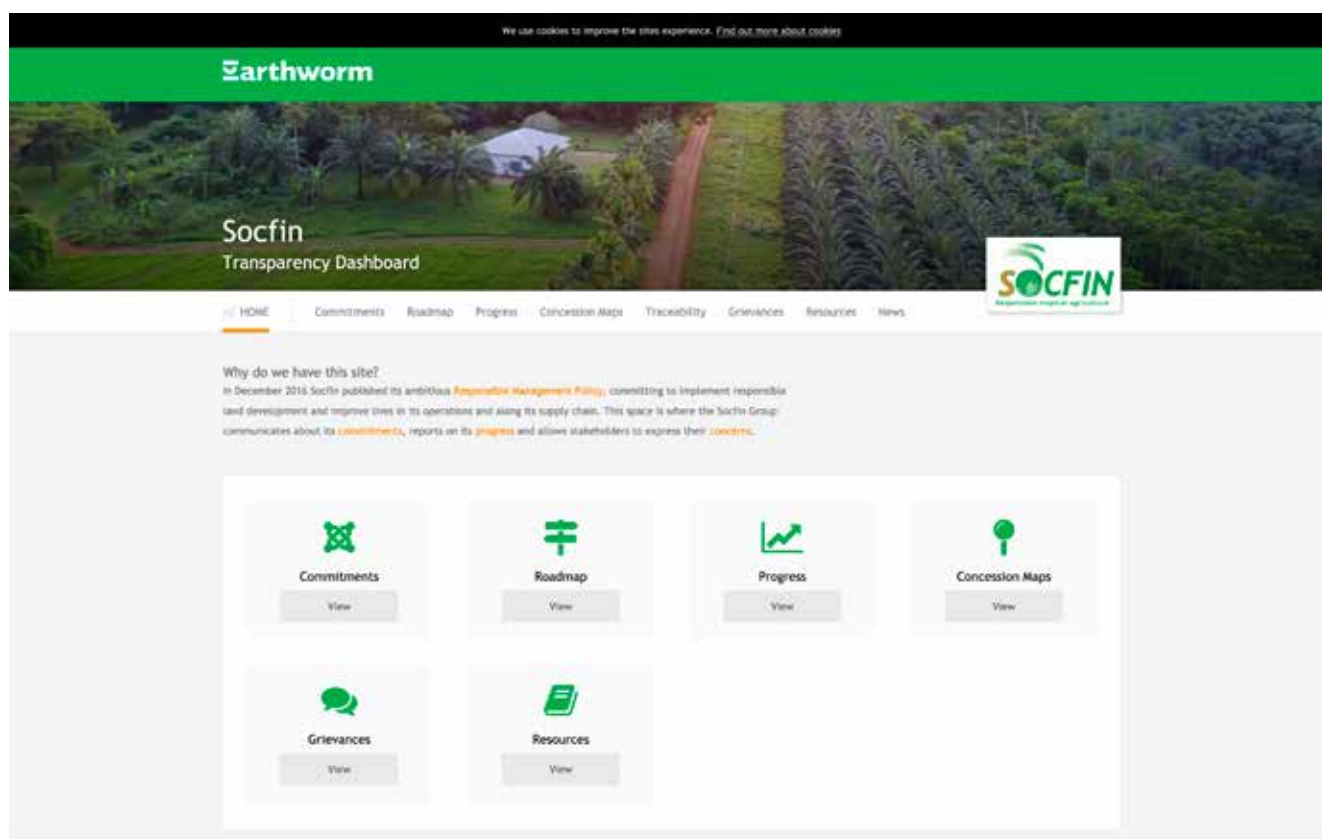 We use cookies to improve the sites experience. Find out more about cookies
Earthworm
Socfin
Transparency Dashboard
SOCFIN
Responsible tropical agriculture
HOME Commitments Roadmap Progress Concession Maps Traceability Grievances Resources News
Why do we have this site?
In December 2016 Socfin published its ambitious Responsible Management Policy, committing to implement responsible
land development and improve lives in its operations and along its supply chain. This space is where the Socfin Group
communicates about its commitments, reports on its progress and allows stakeholders to express their concerns.
Commitments Roadmap Progress Concession Maps
View View View View
Grievances Resources
View View